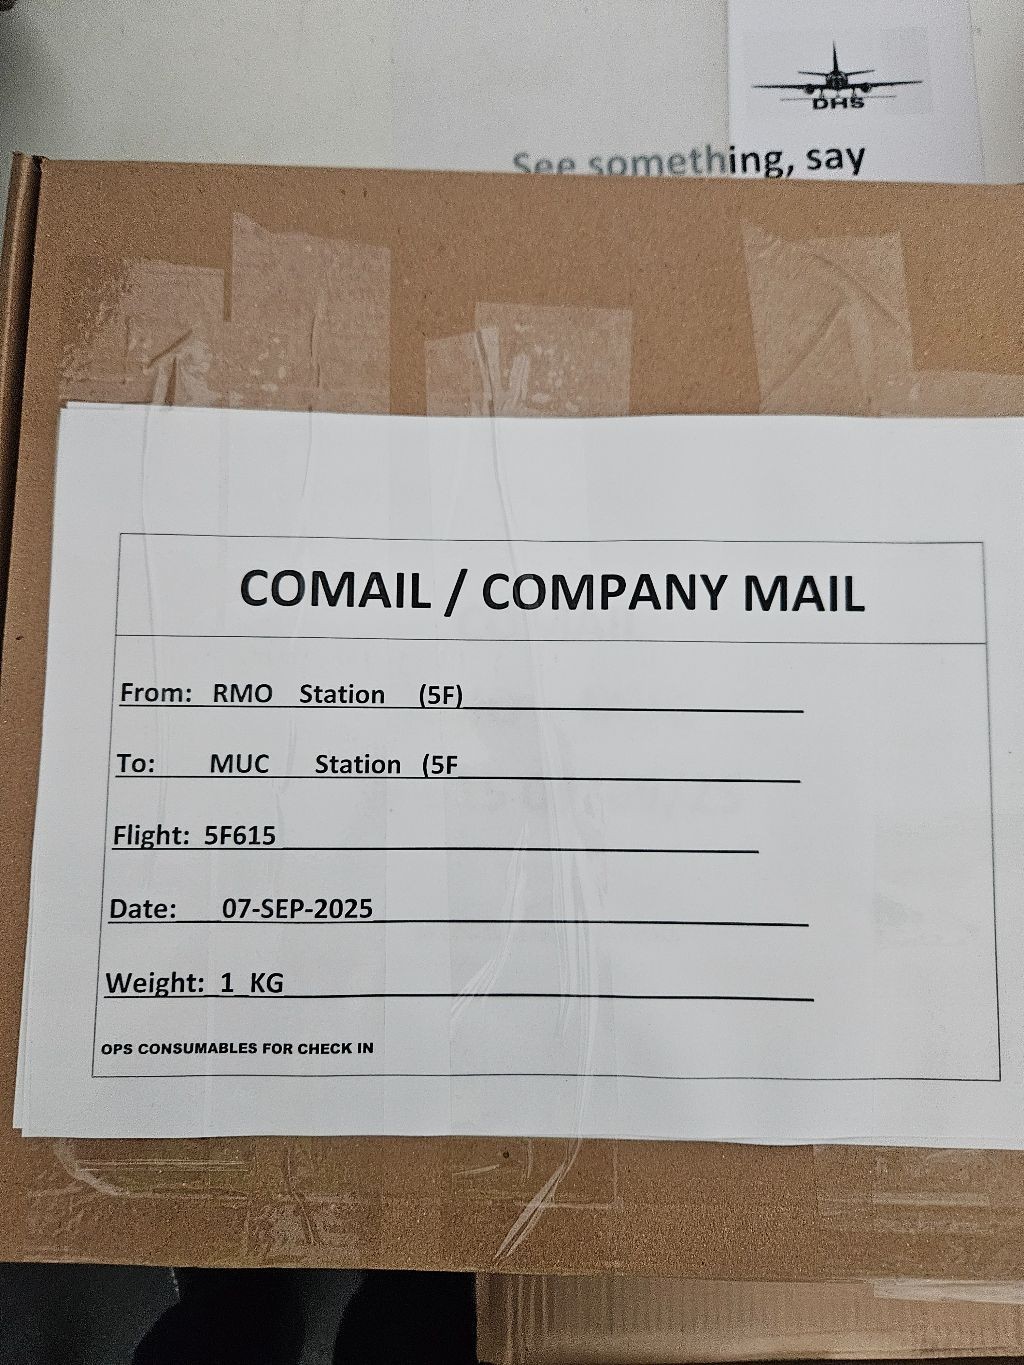 DHS
See something, say
COMAIL / COMPANY MAIL
From: RMO Station (5F)
To: MUC Station (5F
Flight: 5F615
Date: 07-SEP-2025
Weight: 1 KG
OPS CONSUMABLES FOR CHECK IN